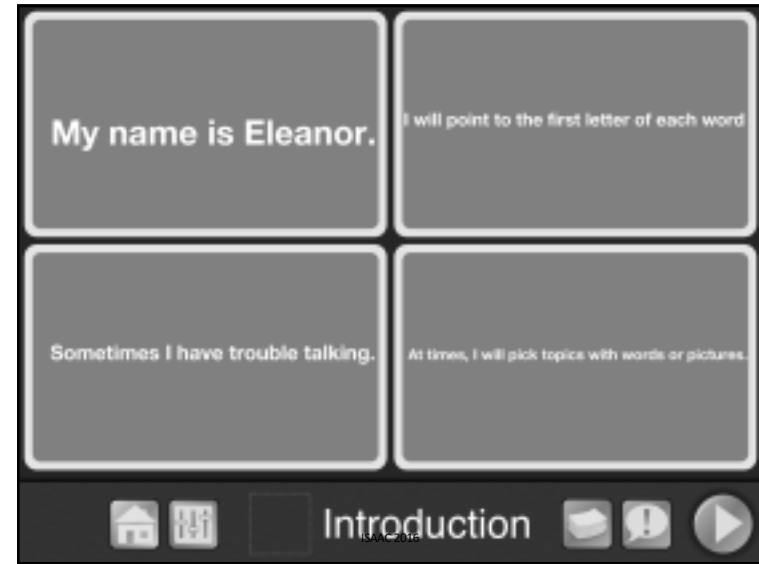 My name is Eleanor.
I will point to the first letter of each word
Sometimes I have trouble talking.
At times, I will pick topics with words or pictures.
Introduction
ISAAC 2016